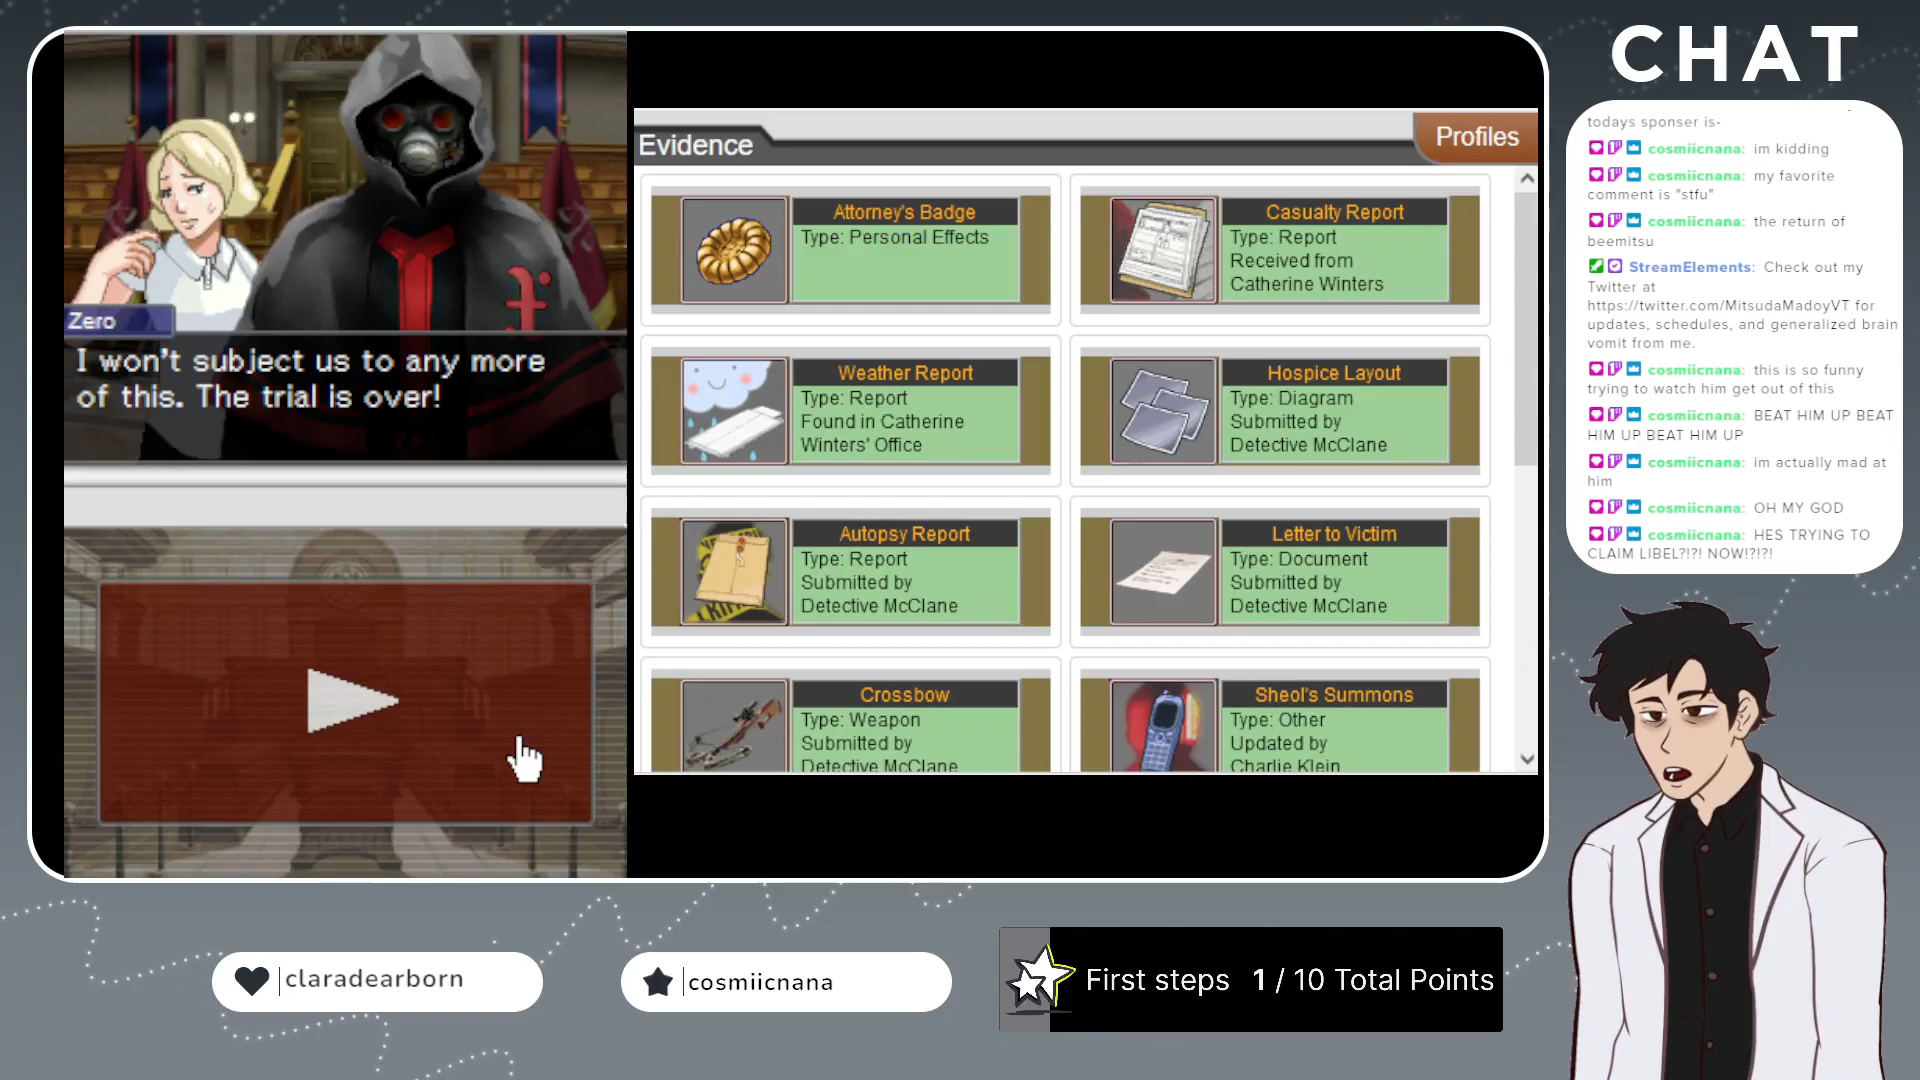 Zero
I won't subject us to any more
of this. The trial is over!
Evidence
Profiles
Attorney's Badge
Type: Personal Effects
Casualty Report
Type: Report
Received from
Catherine Winters
Weather Report
Type: Report
Found in Catherine
Winters' Office
Hospice Layout
Type: Diagram
Submitted by
Detective McClane
Autopsy Report
Type: Report
Submitted by
Detective McClane
Letter to Victim
Type: Document
Submitted by
Detective McClane
Crossbow
Type: Weapon
Submitted by
Detective McClane
Sheol's Summons
Type: Other
Updated by
Charlie Klein
CHAT
todays sponser is-
cosmiicnana: im kidding
cosmiicnana: my favorite
comment is "stfu"
cosmiicnana: the return of
beemitsu
StreamElements: Check out my
Twitter at
https://twitter.com/MitsudaMadoyVT for
updates, schedules, and generalized brain
vomit from me.
cosmiicnana: this is so funny
trying to watch him get out of this
cosmiicnana: BEAT HIM UP BEAT
HIM UP BEAT HIM UP
cosmiicnana: im actually mad at
him
cosmiicnana: OH MY GOD
cosmiicnana: HES TRYING TO
CLAIM LIBEL?!?! NOW!?!?!
claradearborn
cosmiicnana
First steps 1 / 10 Total Points